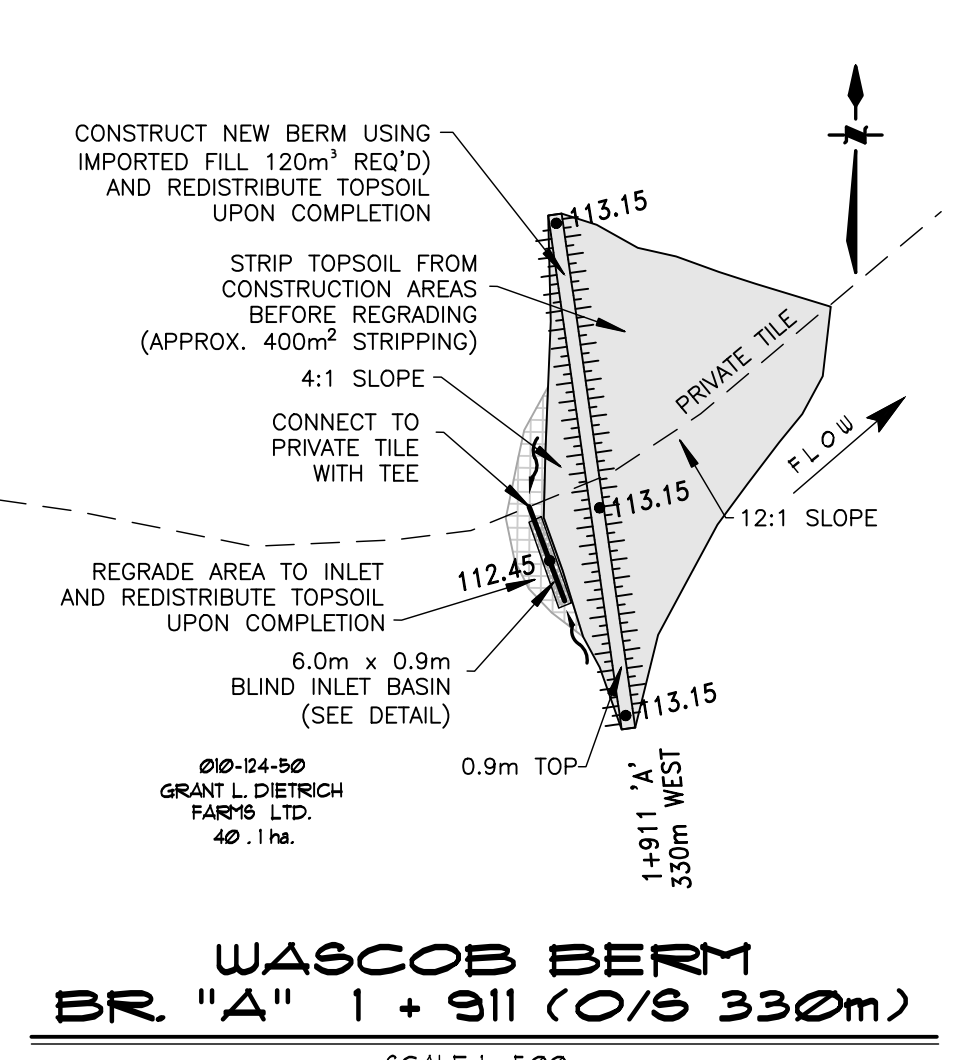 CONSTRUCT NEW BERM USING
IMPORTED FILL 120m³ REQ'D)
AND REDISTRIBUTE TOPSOIL
UPON COMPLETION
113.15
STRIP TOPSOIL FROM
CONSTRUCTION AREAS
BEFORE REGRADING
(APPROX. 400m² STRIPPING)
4:1 SLOPE
PRIVATE TILE
CONNECT TO
PRIVATE TILE
WITH TEE
FLOW
113.15
12:1 SLOPE
112.45
REGRADE AREA TO INLET
AND REDISTRIBUTE TOPSOIL
UPON COMPLETION
6.0m x 0.9m
BLIND INLET BASIN
(SEE DETAIL)
113.15
0.9m TOP
010-124-50
GRANT L. DIETRICH
FARMS LTD.
40.1 ha.
1+911 'A'
330m WEST
N
WASCOB BERM
BR. "A" 1 + 911 (O/S 330m)